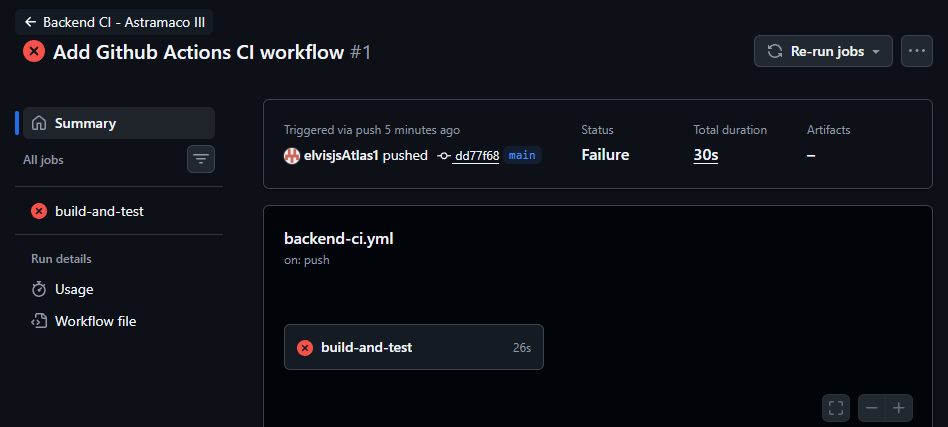 Backend CI - Astramaco III
Add Github Actions CI workflow #1
Re-run jobs
Summary
All jobs
build-and-test
Run details
Usage
Workflow file
Triggered via push 5 minutes ago
elvisjsAtlas1 pushed dd77f68 main
Status
Failure
Total duration
30s
Artifacts
–
backend-ci.yml
on: push
build-and-test 26s